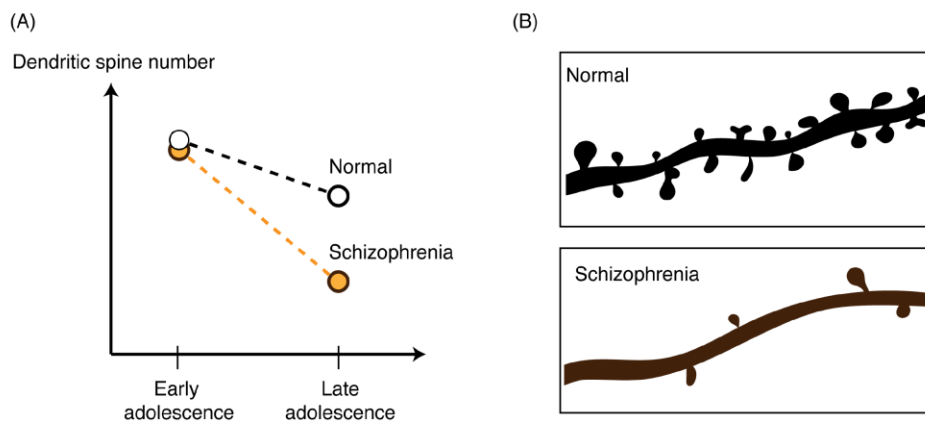 (A)
Dendritic spine number
Normal
Schizophrenia
Early
adolescence
Late
adolescence
(B)
Normal
Schizophrenia